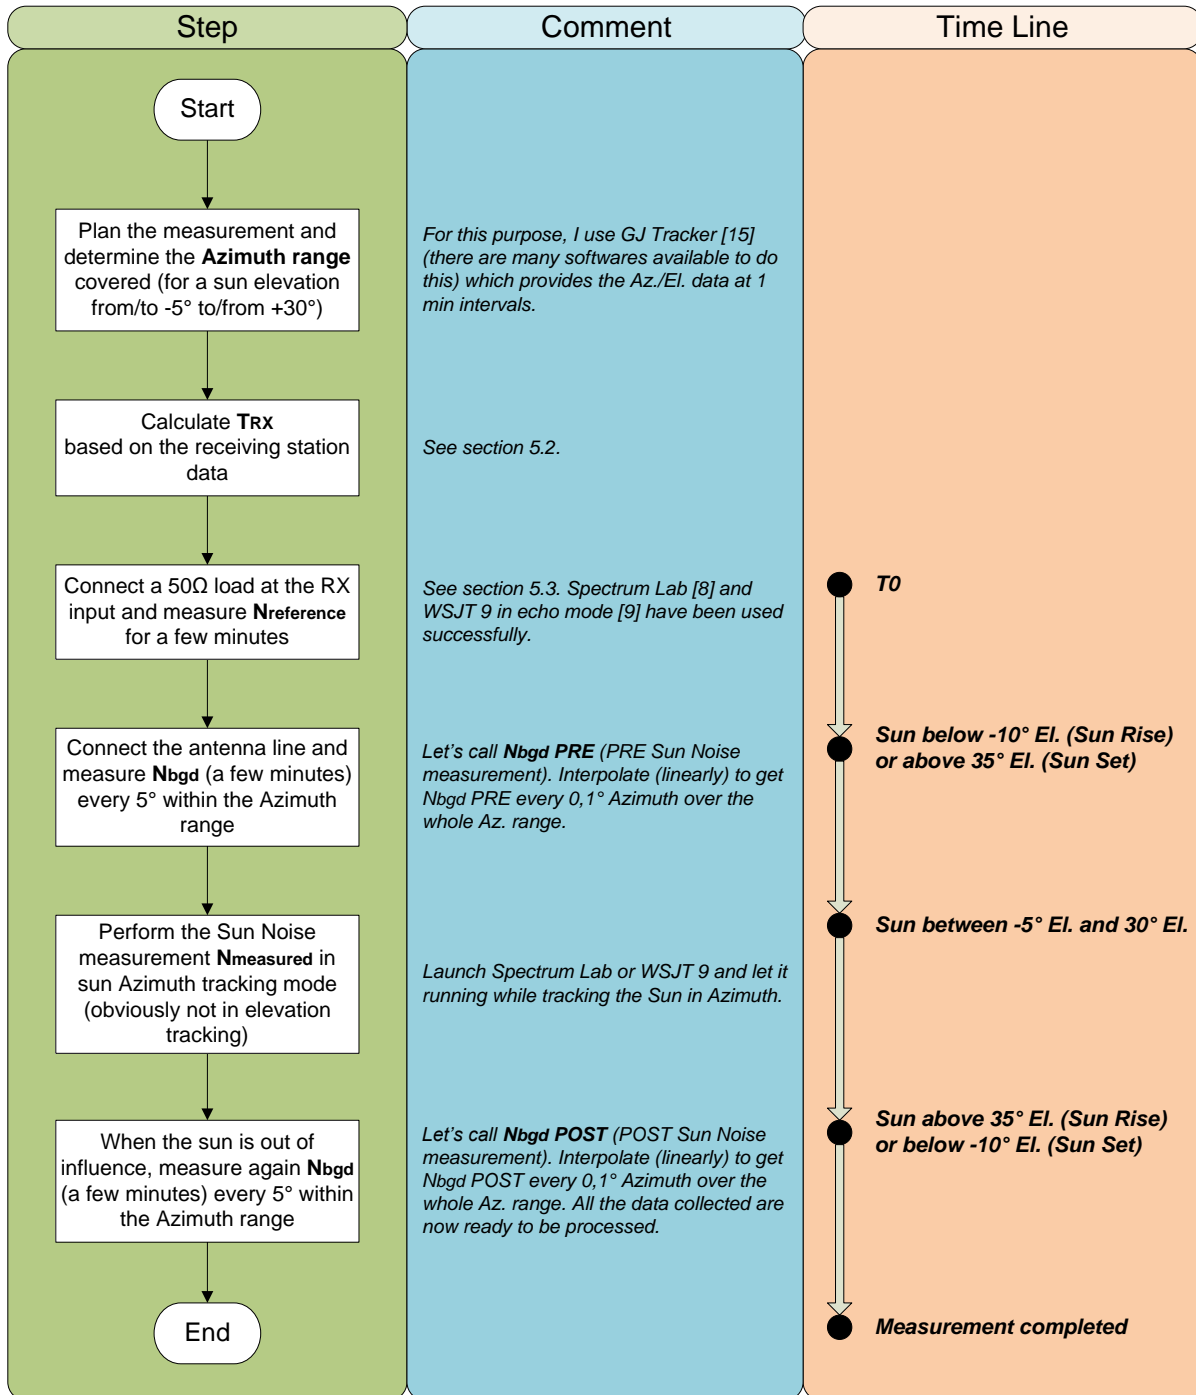 Step
Comment
Time Line
Start
Plan the measurement and
determine the Azimuth range
covered (for a sun elevation
from/to -5° to/from +30°)
For this purpose, I use GJ Tracker [15]
(there are many softwares available to do
this) which provides the Az./El. data at 1
min intervals.
Calculate TRX
based on the receiving station
data
See section 5.2.
Connect a 50Ω load at the RX
input and measure Nreference
for a few minutes
See section 5.3. Spectrum Lab [8] and
WSJT 9 in echo mode [9] have been used
successfully.
T0
Connect the antenna line and
measure Nbgd (a few minutes)
every 5° within the Azimuth
range
Let's call Nbgd PRE (PRE Sun Noise
measurement). Interpolate (linearly) to get
Nbgd PRE every 0,1° Azimuth over the
whole Az. range.
Sun below -10° El. (Sun Rise)
or above 35° El. (Sun Set)
Perform the Sun Noise
measurement Nmeasured in
sun Azimuth tracking mode
(obviously not in elevation
tracking)
Launch Spectrum Lab or WSJT 9 and let it
running while tracking the Sun in Azimuth.
Sun between -5° El. and 30° El.
When the sun is out of
influence, measure again Nbgd
(a few minutes) every 5° within
the Azimuth range
Let's call Nbgd POST (POST Sun Noise
measurement). Interpolate (linearly) to get
Nbgd POST every 0,1° Azimuth over the
whole Az. range. All the data collected are
now ready to be processed.
Sun above 35° El. (Sun Rise)
or below -10° El. (Sun Set)
End
Measurement completed